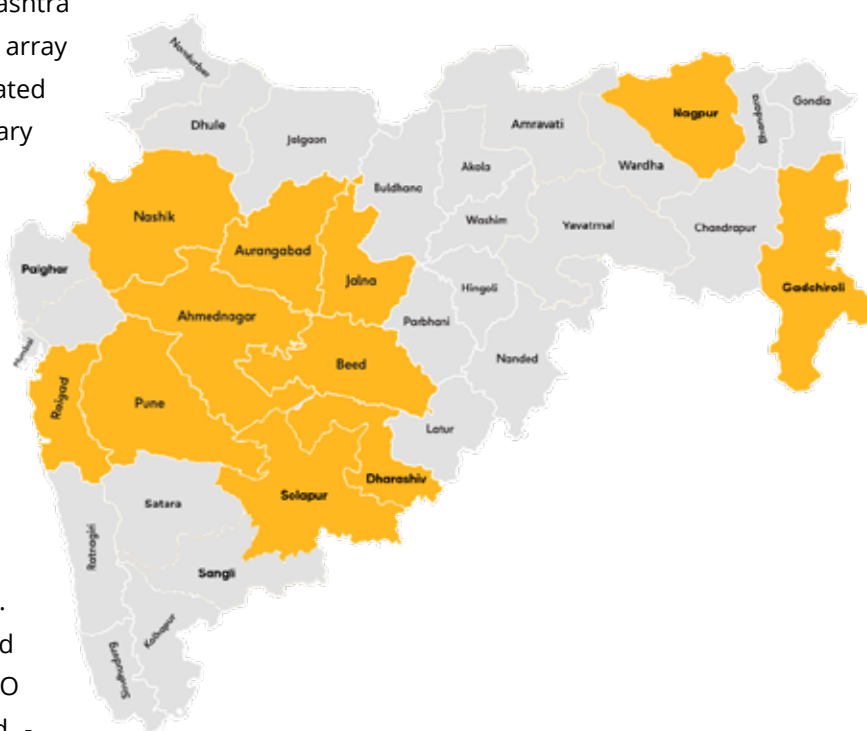 ashtra
array
ated
ary
Nandurbar
Dhule
Jalgaon
Amravati
Nagpur
Bhandara
Gondia
Akola
Wardha
Buldhana
Nashik
Washim
Yavatmal
Chandrapur
Aurangabad
Palghar
Jalna
Hingoli
Gadchiroli
Ahmednagar
Parbhani
Mumbai
Beed
Nanded
Raigad
Pune
Latur
Dharashiv
Solapur
Satara
Ratnagiri
Sangli
.
d
Kolhapur
Sindhudurg
O
d -